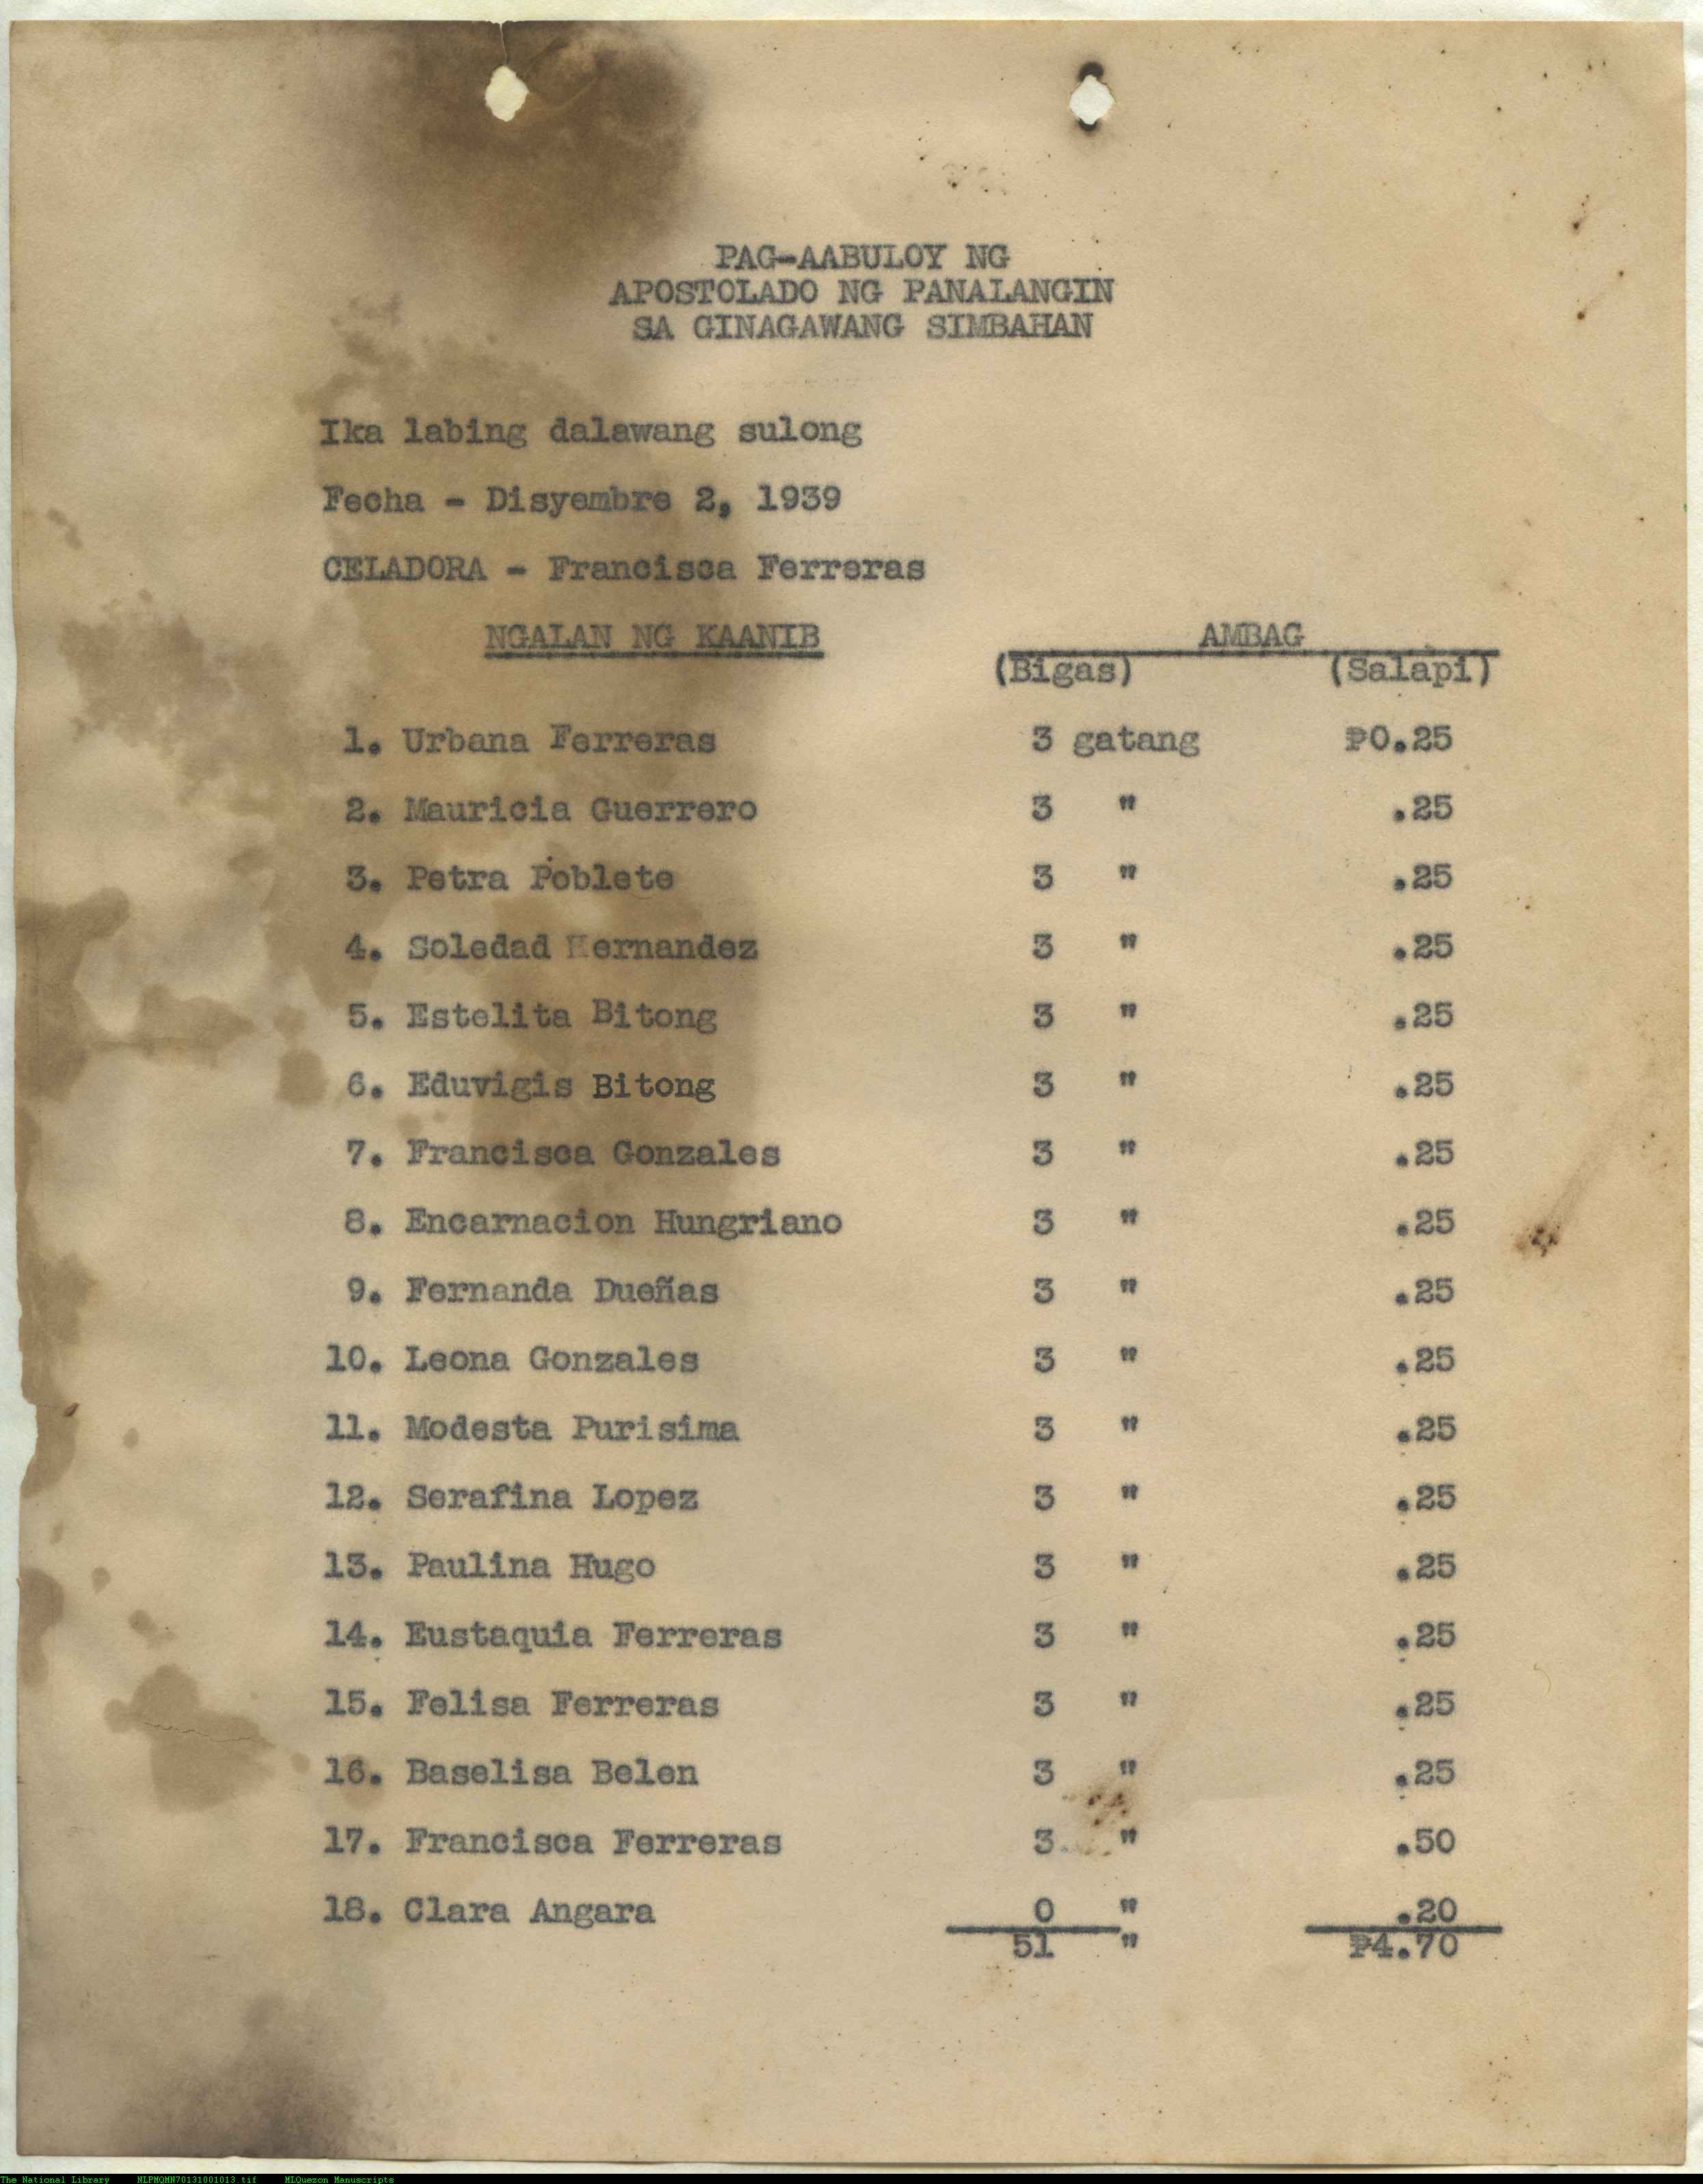 PAG-AABULOY NG
APOSTOLADO NG PANALANGIN
SA GINAGAWANG SIMBAHAN
Ika labing dalawang sulong
Fecha - Disyembre 2, 1939
CELADORA - Francisca Ferreras
NGALAN NG KAANIB AMBAG
(Bigas) (Salapi)
1. Urbana Ferreras 3 gatang ₱0.25
2. Mauricia Guerrero 3 " .25
3. Petra Poblete 3 " .25
4. Soledad Hernandez 3 " .25
5. Estelita Bitong 3 " .25
6. Eduvigis Bitong 3 " .25
7. Francisca Gonzales 3 " .25
8. Encarnacion Hungriano 3 " .25
9. Fernanda Dueñas 3 " .25
10. Leona Gonzales 3 " .25
11. Modesta Purisima 3 " .25
12. Serafina Lopez 3 " .25
13. Paulina Hugo 3 " .25
14. Eustaquia Ferreras 3 " .25
15. Felisa Ferreras 3 " .25
16. Baselisa Belen 3 " .25
17. Francisca Ferreras 3 " .50
18. Clara Angara 0 " .20
51 " ₱4.70
The National Library NLPMQMN70131001013.tif MLQuezon Manuscripts